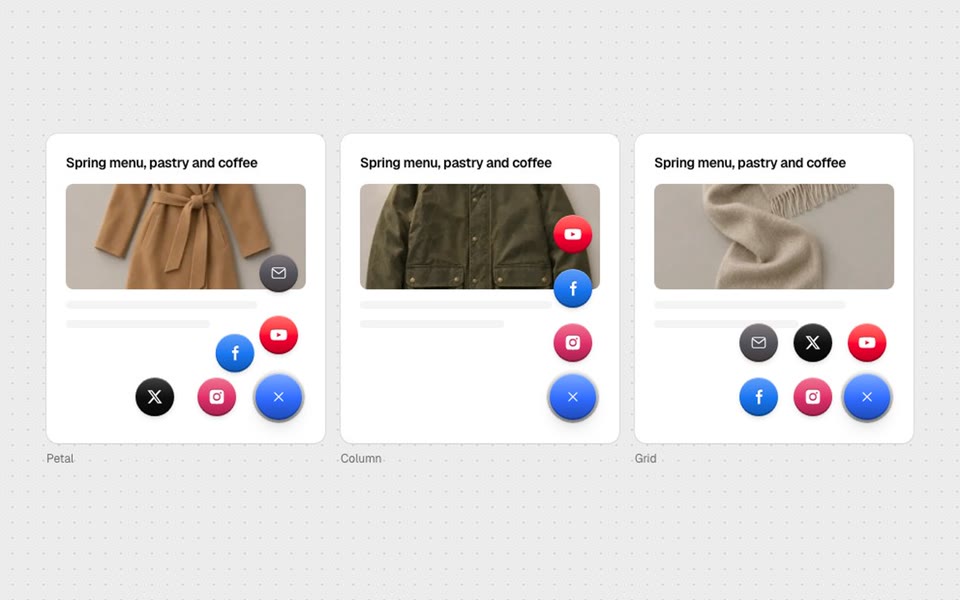 Spring menu, pastry and coffee
Spring menu, pastry and coffee
Spring menu, pastry and coffee
Petal
Column
Grid